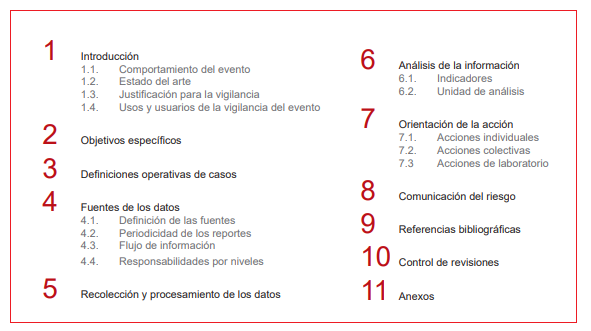 1 Introducción
1.1. Comportamiento del evento
1.2. Estado del arte
1.3. Justificación para la vigilancia
1.4. Usos y usuarios de la vigilancia del evento
2 Objetivos específicos
3 Definiciones operativas de casos
4 Fuentes de los datos
4.1. Definición de las fuentes
4.2. Periodicidad de los reportes
4.3. Flujo de información
4.4. Responsabilidades por niveles
5 Recolección y procesamiento de los datos
6 Análisis de la información
6.1. Indicadores
6.2. Unidad de análisis
7 Orientación de la acción
7.1. Acciones individuales
7.2. Acciones colectivas
7.3 Acciones de laboratorio
8 Comunicación del riesgo
9 Referencias bibliográficas
10 Control de revisiones
11 Anexos